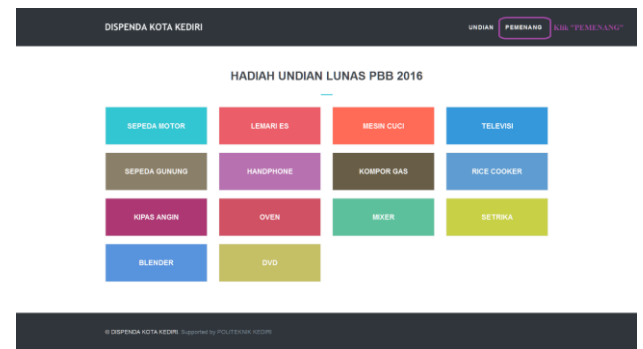 DISPENDA KOTA KEDIRI UNDIAN PEMENANG Klik "PEMENANG"
HADIAH UNDIAN LUNAS PBB 2016
SEPEDA MOTOR LEMARI ES MESIN CUCI TELEVISI
SEPEDA GUNUNG HANDPHONE KOMPOR GAS RICE COOKER
KIPAS ANGIN OVEN MIXER SETRIKA
BLENDER DVD
© DISPENDA KOTA KEDIRI, Supported by POLITEKNIK KEDIRI